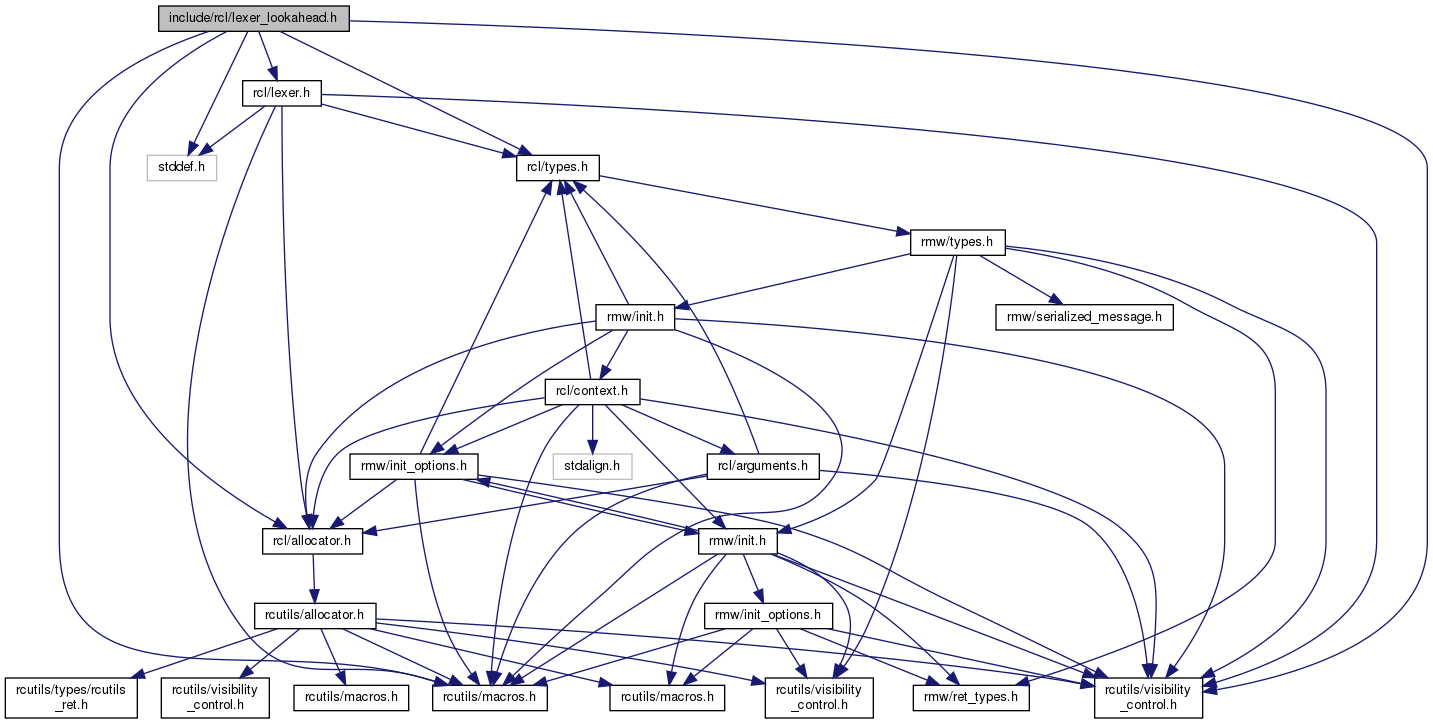 include/rcl/lexer_lookahead.h
rcl/lexer.h
stddef.h
rcl/types.h
rmw/types.h
rmw/init.h
rmw/serialized_message.h
rcl/context.h
rmw/init_options.h
stdalign.h
rcl/arguments.h
rcl/allocator.h
rmw/init.h
rcutils/allocator.h
rmw/init_options.h
rcutils/types/rcutils
_ret.h
rcutils/visibility
_control.h
rcutils/macros.h
rcutils/macros.h
rcutils/macros.h
rcutils/visibility
_control.h
rmw/ret_types.h
rcutils/visibility
_control.h